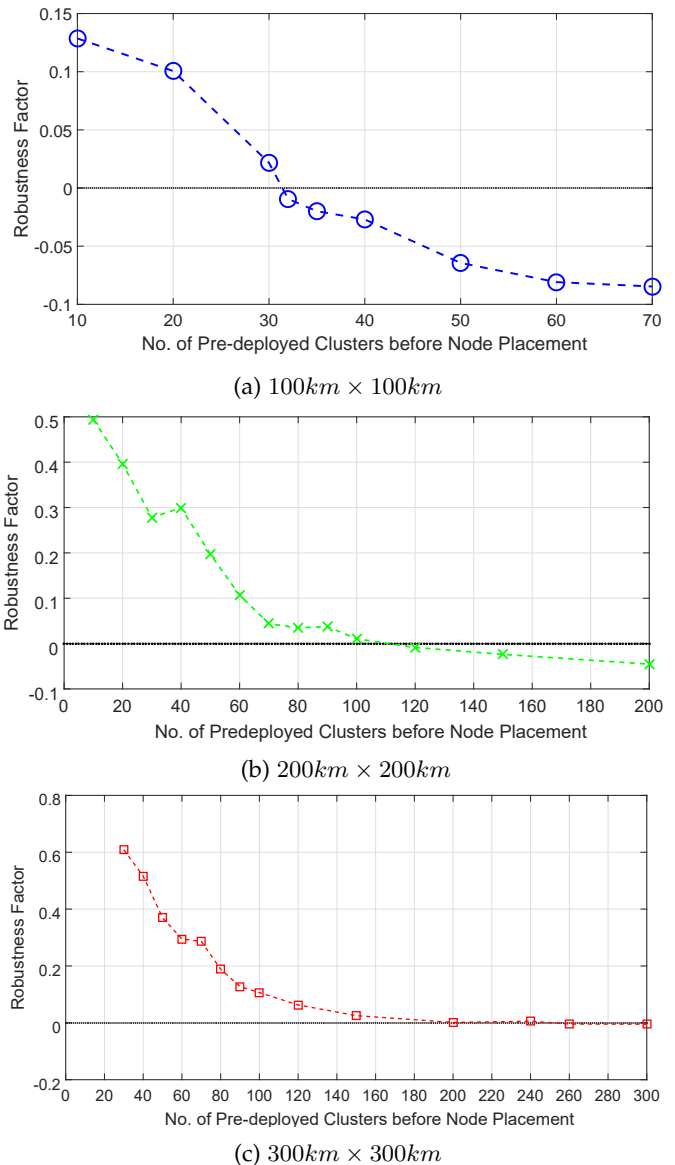 0.15
0.1
0.05
0
-0.05
-0.1
Robustness Factor
10 20 30 40 50 60 70
No. of Pre-deployed Clusters before Node Placement
(a) 100km × 100km
0.5
0.4
0.3
0.2
0.1
0
-0.1
Robustness Factor
0 20 40 60 80 100 120 140 160 180 200
No. of Predeployed Clusters before Node Placement
(b) 200km × 200km
0.8
0.6
0.4
0.2
0
-0.2
Robustness Factor
0 20 40 60 80 100 120 140 160 180 200 220 240 260 280 300
No. of Pre-deployed Clusters before Node Placement
(c) 300km × 300km